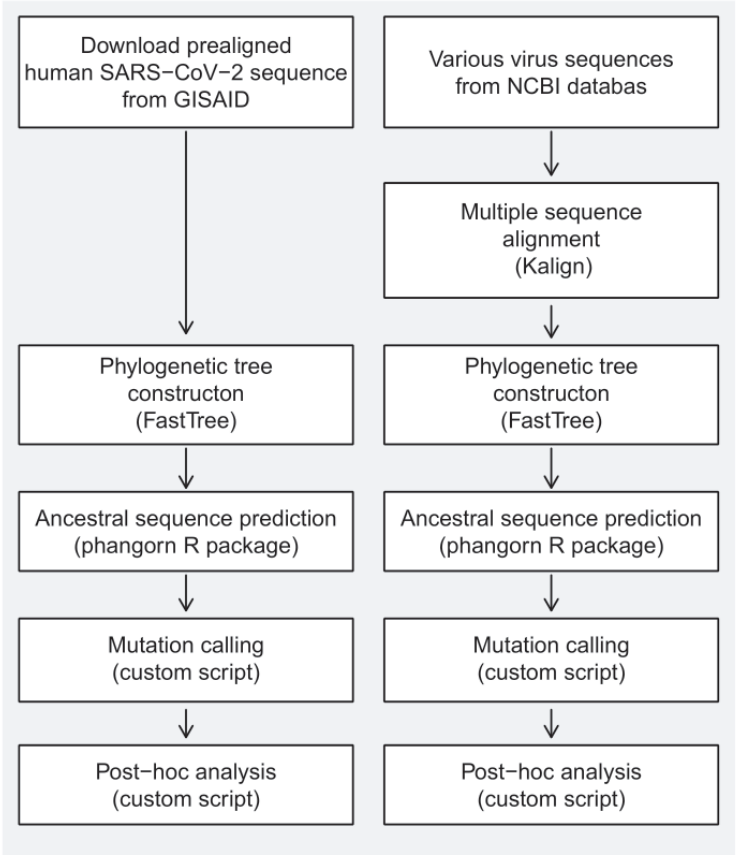 Download prealigned
human SARS−CoV−2 sequence
from GISAID
Phylogenetic tree
constructon
(FastTree)
Ancestral sequence prediction
(phangorn R package)
Mutation calling
(custom script)
Post−hoc analysis
(custom script)
Various virus sequences
from NCBI databas
Multiple sequence
alignment
(Kalign)
Phylogenetic tree
constructon
(FastTree)
Ancestral sequence prediction
(phangorn R package)
Mutation calling
(custom script)
Post−hoc analysis
(custom script)